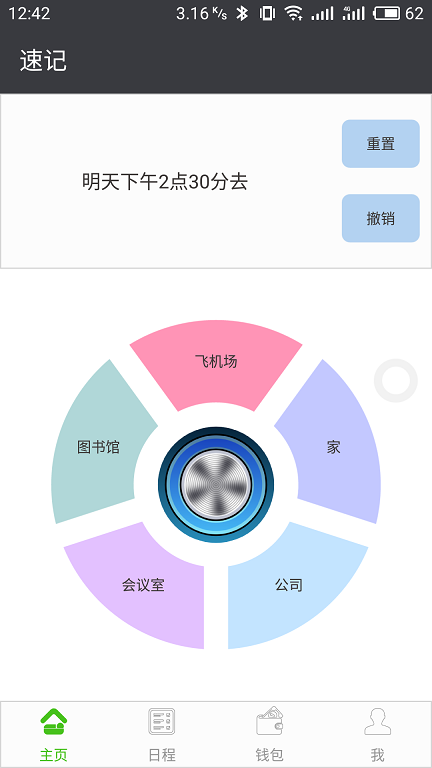 12:42
3.16 K/s 4G 62
速记
重置
明天下午2点30分去
撤销
飞机场
图书馆
家
会议室
公司
主页
日程
钱包
我